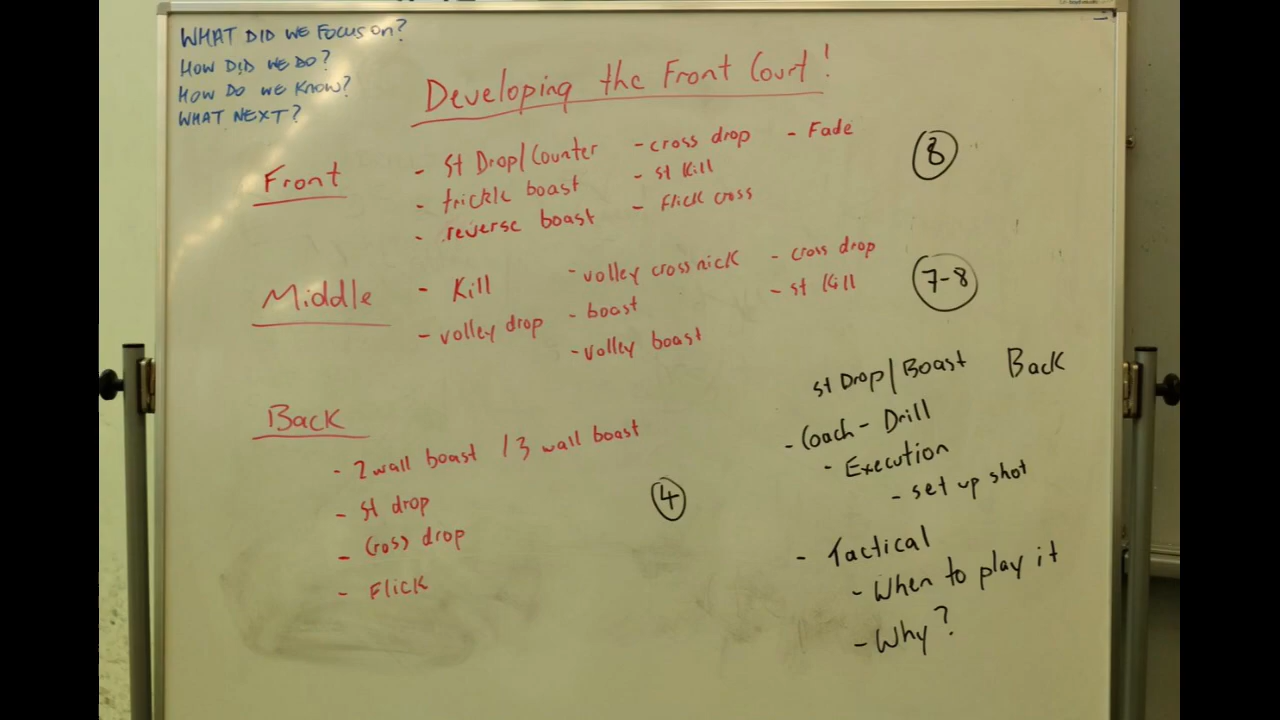 WHAT DID WE FOCUS ON?
HOW DID WE DO?
HOW DO WE KNOW?
WHAT NEXT?
Developing the Front Court!
Front
- St Drop/Counter - cross drop - Fade
- trickle boast - st Kill
- reverse boast - Flick cross
8
Middle
- Kill - volley cross nick - cross drop
- volley drop - boast - st Kill
- volley boast
7-8
Back
- 2 wall boast / 3 wall boast
- st drop
- Cross drop
- Flick
4
st Drop/Boast Back
- Coach - Drill
- Execution
- set up shot
- Tactical
- When to play it
- Why?